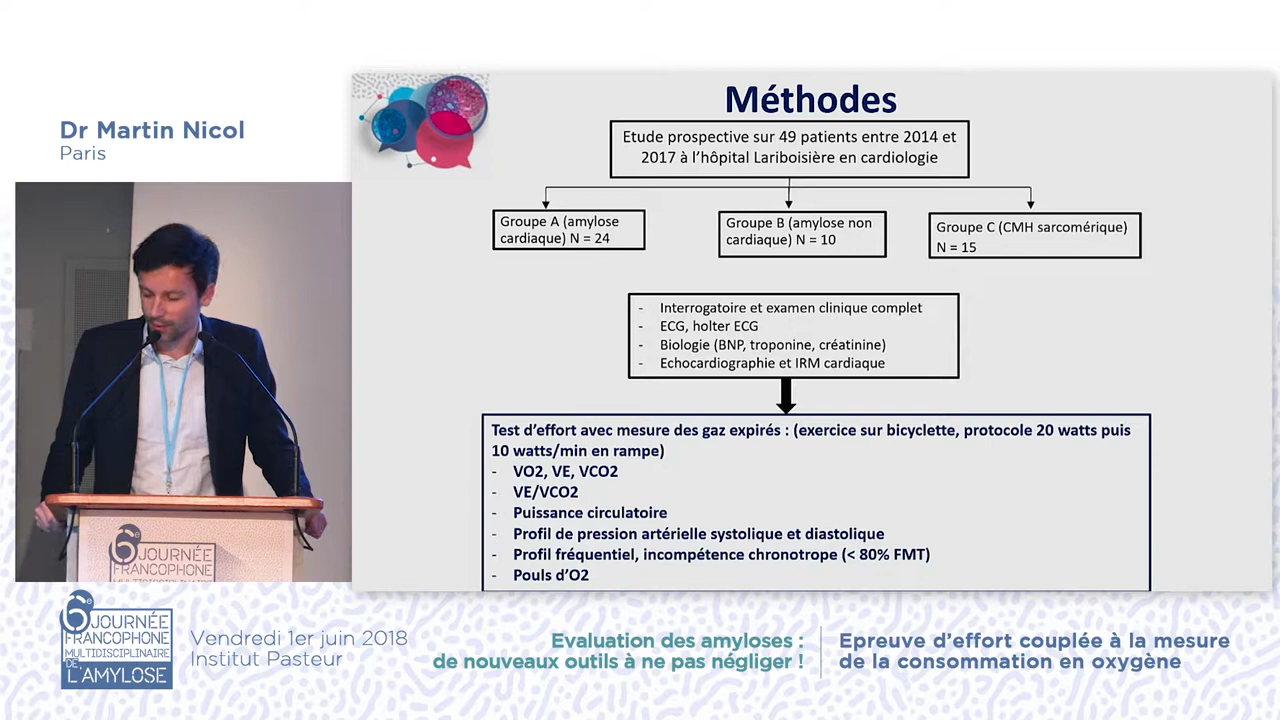 Dr Martin Nicol
Paris
Méthodes
Etude prospective sur 49 patients entre 2014 et
2017 à l’hôpital Lariboisière en cardiologie
Groupe A (amylose
cardiaque) N = 24
Groupe B (amylose non
cardiaque) N = 10
Groupe C (CMH sarcomérique)
N = 15
- Interrogatoire et examen clinique complet
- ECG, holter ECG
- Biologie (BNP, troponine, créatinine)
- Echocardiographie et IRM cardiaque
Test d’effort avec mesure des gaz expirés : (exercice sur bicyclette, protocole 20 watts puis
10 watts/min en rampe)
- VO2, VE, VCO2
- VE/VCO2
- Puissance circulatoire
- Profil de pression artérielle systolique et diastolique
- Profil fréquentiel, incompétence chronotrope (< 80% FMT)
- Pouls d’O2
6e
JOURNÉE
FRANCOPHONE
MULTIDISCIPLINAIRE
6e
JOURNÉE
FRANCOPHONE
MULTIDISCIPLINAIRE
DE
L’AMYLOSE
Vendredi 1er juin 2018
Institut Pasteur
Evaluation des amyloses :
de nouveaux outils à ne pas négliger !
Epreuve d’effort couplée à la mesure
de la consommation en oxygène